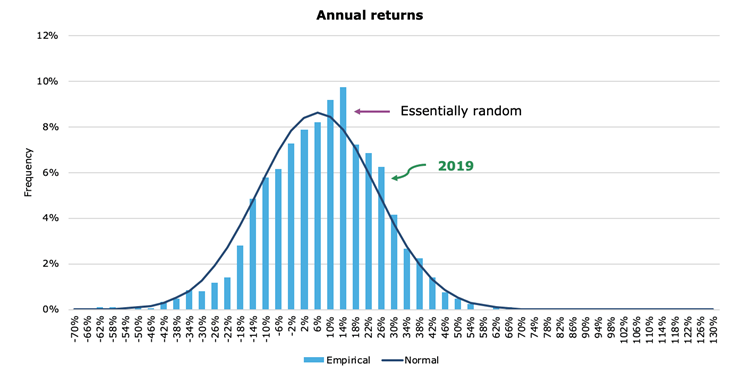 Annual returns
12%
10%
8%
6%
4%
2%
0%
Frequency
Essentially random
2019
-70% -66% -62% -58% -54% -50% -46% -42% -38% -34% -30% -26% -22% -18% -14% -10% -6% -2% 2% 6% 10% 14% 18% 22% 26% 30% 34% 38% 42% 46% 50% 54% 58% 62% 66% 70% 74% 78% 82% 86% 90% 94% 98% 102% 106% 110% 114% 118% 122% 126% 130%
Empirical Normal